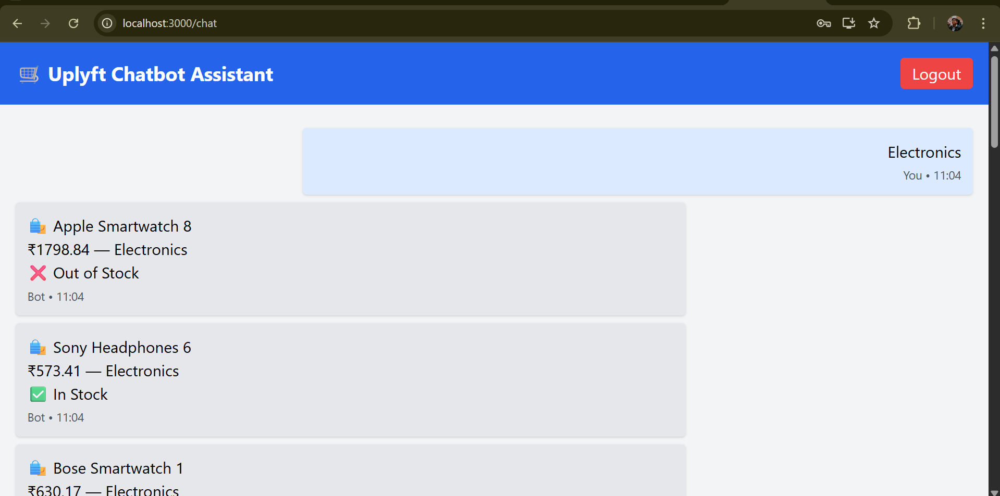 localhost:3000/chat
🛒 Uplyft Chatbot Assistant
Logout
Electronics
You • 11:04
🛍️ Apple Smartwatch 8
₹1798.84 — Electronics
❌ Out of Stock
Bot • 11:04
🛍️ Sony Headphones 6
₹573.41 — Electronics
✅ In Stock
Bot • 11:04
🛍️ Bose Smartwatch 1
₹630.17 — Electronics